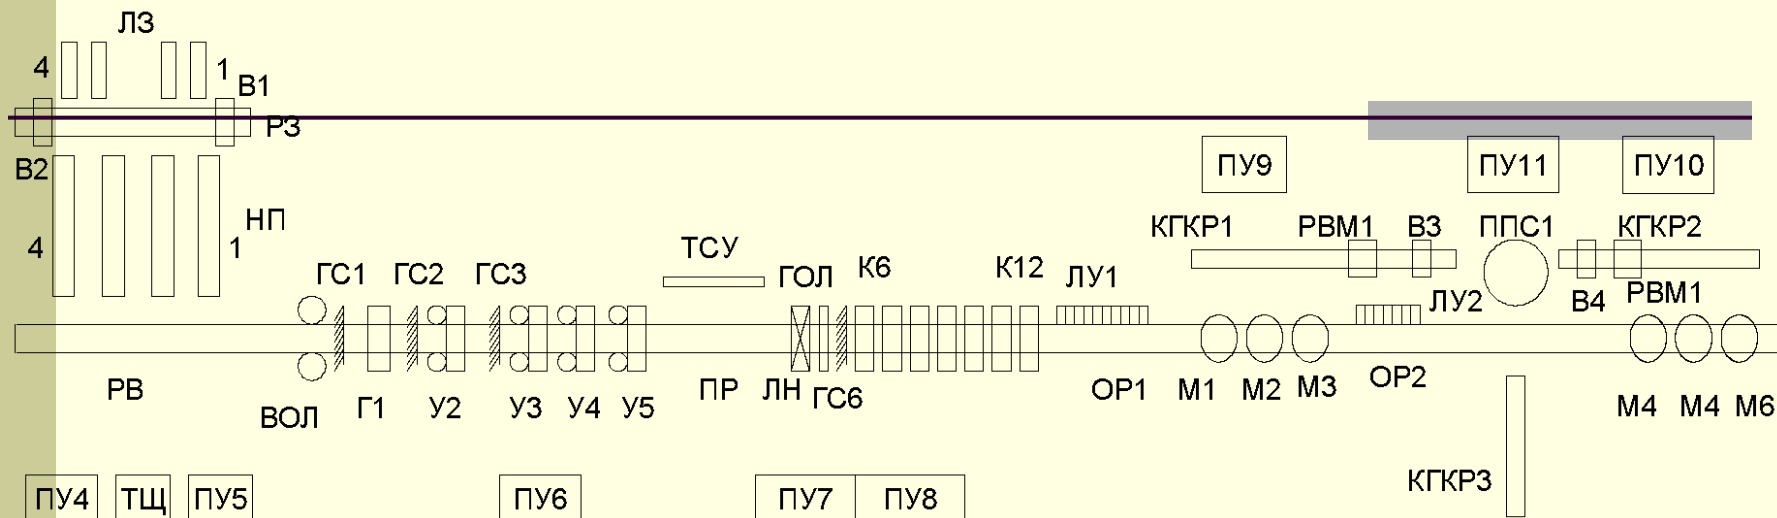 ЛЗ
4
1
В1
РЗ
В2
НП
4
1
ПУ9
ПУ11
ПУ10
КГКР1
РВМ1
В3
ППС1
КГКР2
ТСУ
ГС1
ГС2
ГС3
ГОЛ
К6
К12
ЛУ1
ЛУ2
В4
РВМ1
РВ
ВОЛ
Г1
У2
У3
У4
У5
ПР
ЛН
ГС6
ОР1
М1
М2
М3
ОР2
М4
М4
М6
КГКР3
ПУ4
ТЩ
ПУ5
ПУ6
ПУ7
ПУ8